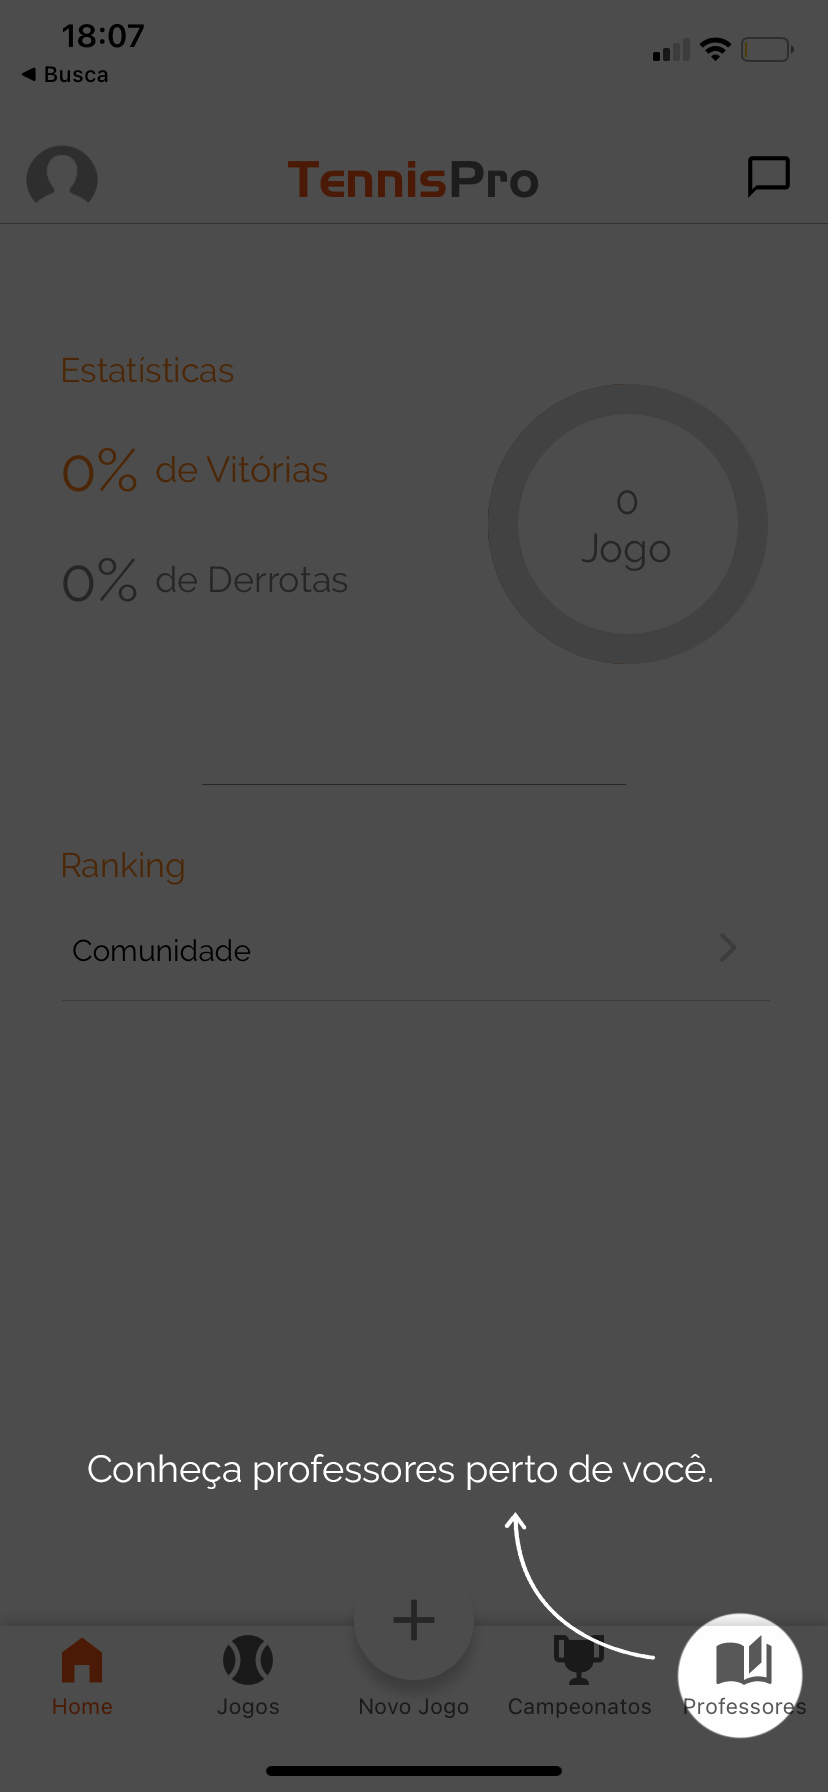 18:07
◀ Busca
TennisPro
Estatísticas
0% de Vitórias
0% de Derrotas
0
Jogo
Ranking
Comunidade
Conheça professores perto de você.
Home
Jogos
Novo Jogo
Campeonatos
Professores